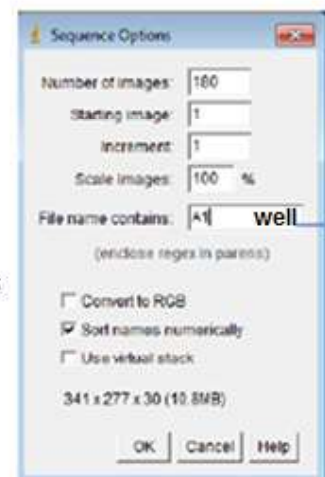 Sequence Options
Number of images: 180
Starting image: 1
Increment: 1
Scale Images: 100 %
File name contains: A1 well
(enclose regex in parens)
Convert to RGB
Sort names numerically
Use virtual stack
341 x 277 x 30 (10.8MB)
OK Cancel Help